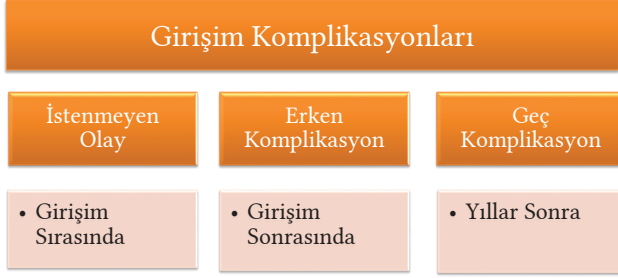 Girişim Komplikasyonları
İstenmeyen
Olay
Erken
Komplikasyon
Geç
Komplikasyon
• Girişim
Sırasında
• Girişim
Sonrasında
• Yıllar Sonra